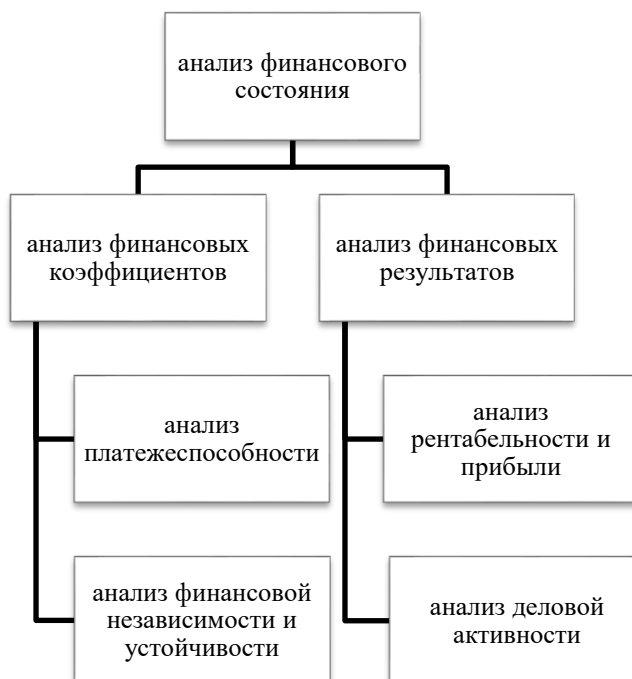 анализ финансового
состояния
анализ финансовых
коэффициентов
анализ финансовых
результатов
анализ
платежеспособности
анализ
рентабельности и
прибыли
анализ финансовой
независимости и
устойчивости
анализ деловой
активности